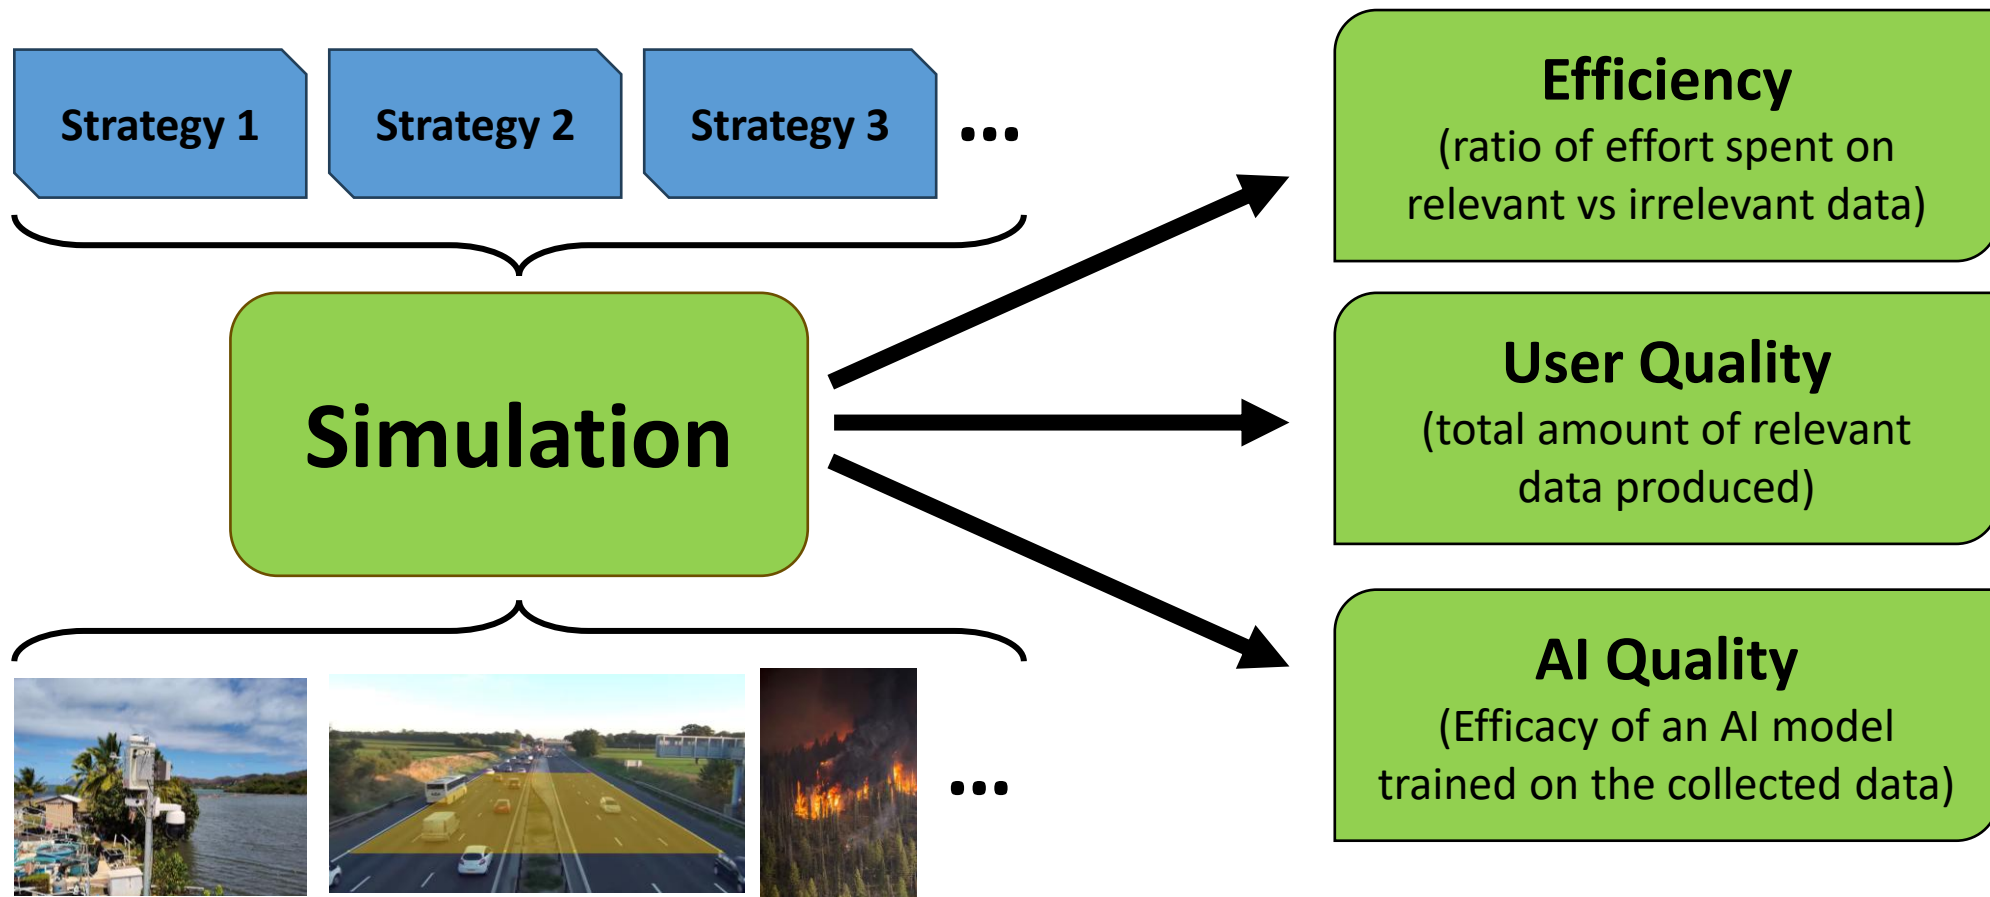 Strategy 1
Strategy 2
Strategy 3
...
Simulation
...
Efficiency
(ratio of effort spent on
relevant vs irrelevant data)
User Quality
(total amount of relevant
data produced)
AI Quality
(Efficacy of an AI model
trained on the collected data)